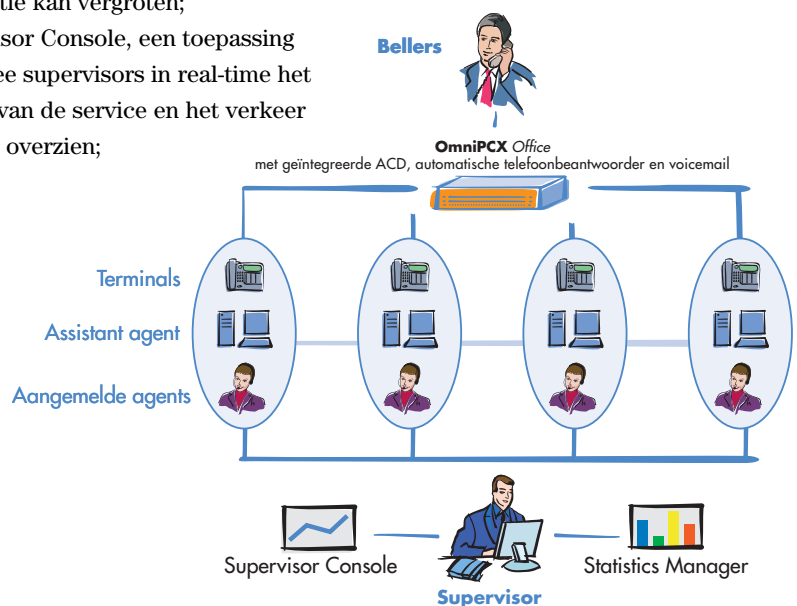 tie kan vergroten;
isor Console, een toepassing
ee supervisors in real-time het
van de service en het verkeer
overzien;
Bellers
OmniPCX Office
met geïntegreerde ACD, automatische telefoonbeantwoorder en voicemail
Terminals
Assistant agent
Aangemelde agents
Supervisor Console
Statistics Manager
Supervisor